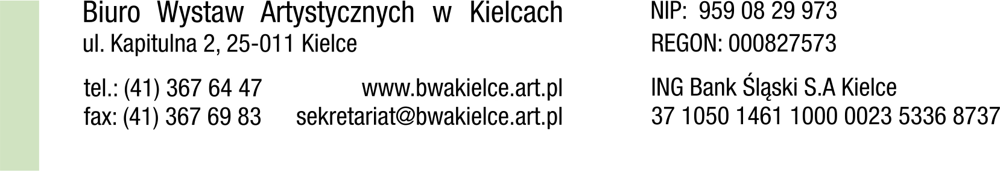 Biuro Wystaw Artystycznych w Kielcach
ul. Kapitulna 2, 25-011 Kielce
tel.: (41) 367 64 47 www.bwakielce.art.pl
fax: (41) 367 69 83 sekretariat@bwakielce.art.pl
NIP: 959 08 29 973
REGON: 000827573
ING Bank Śląski S.A Kielce
37 1050 1461 1000 0023 5336 8737